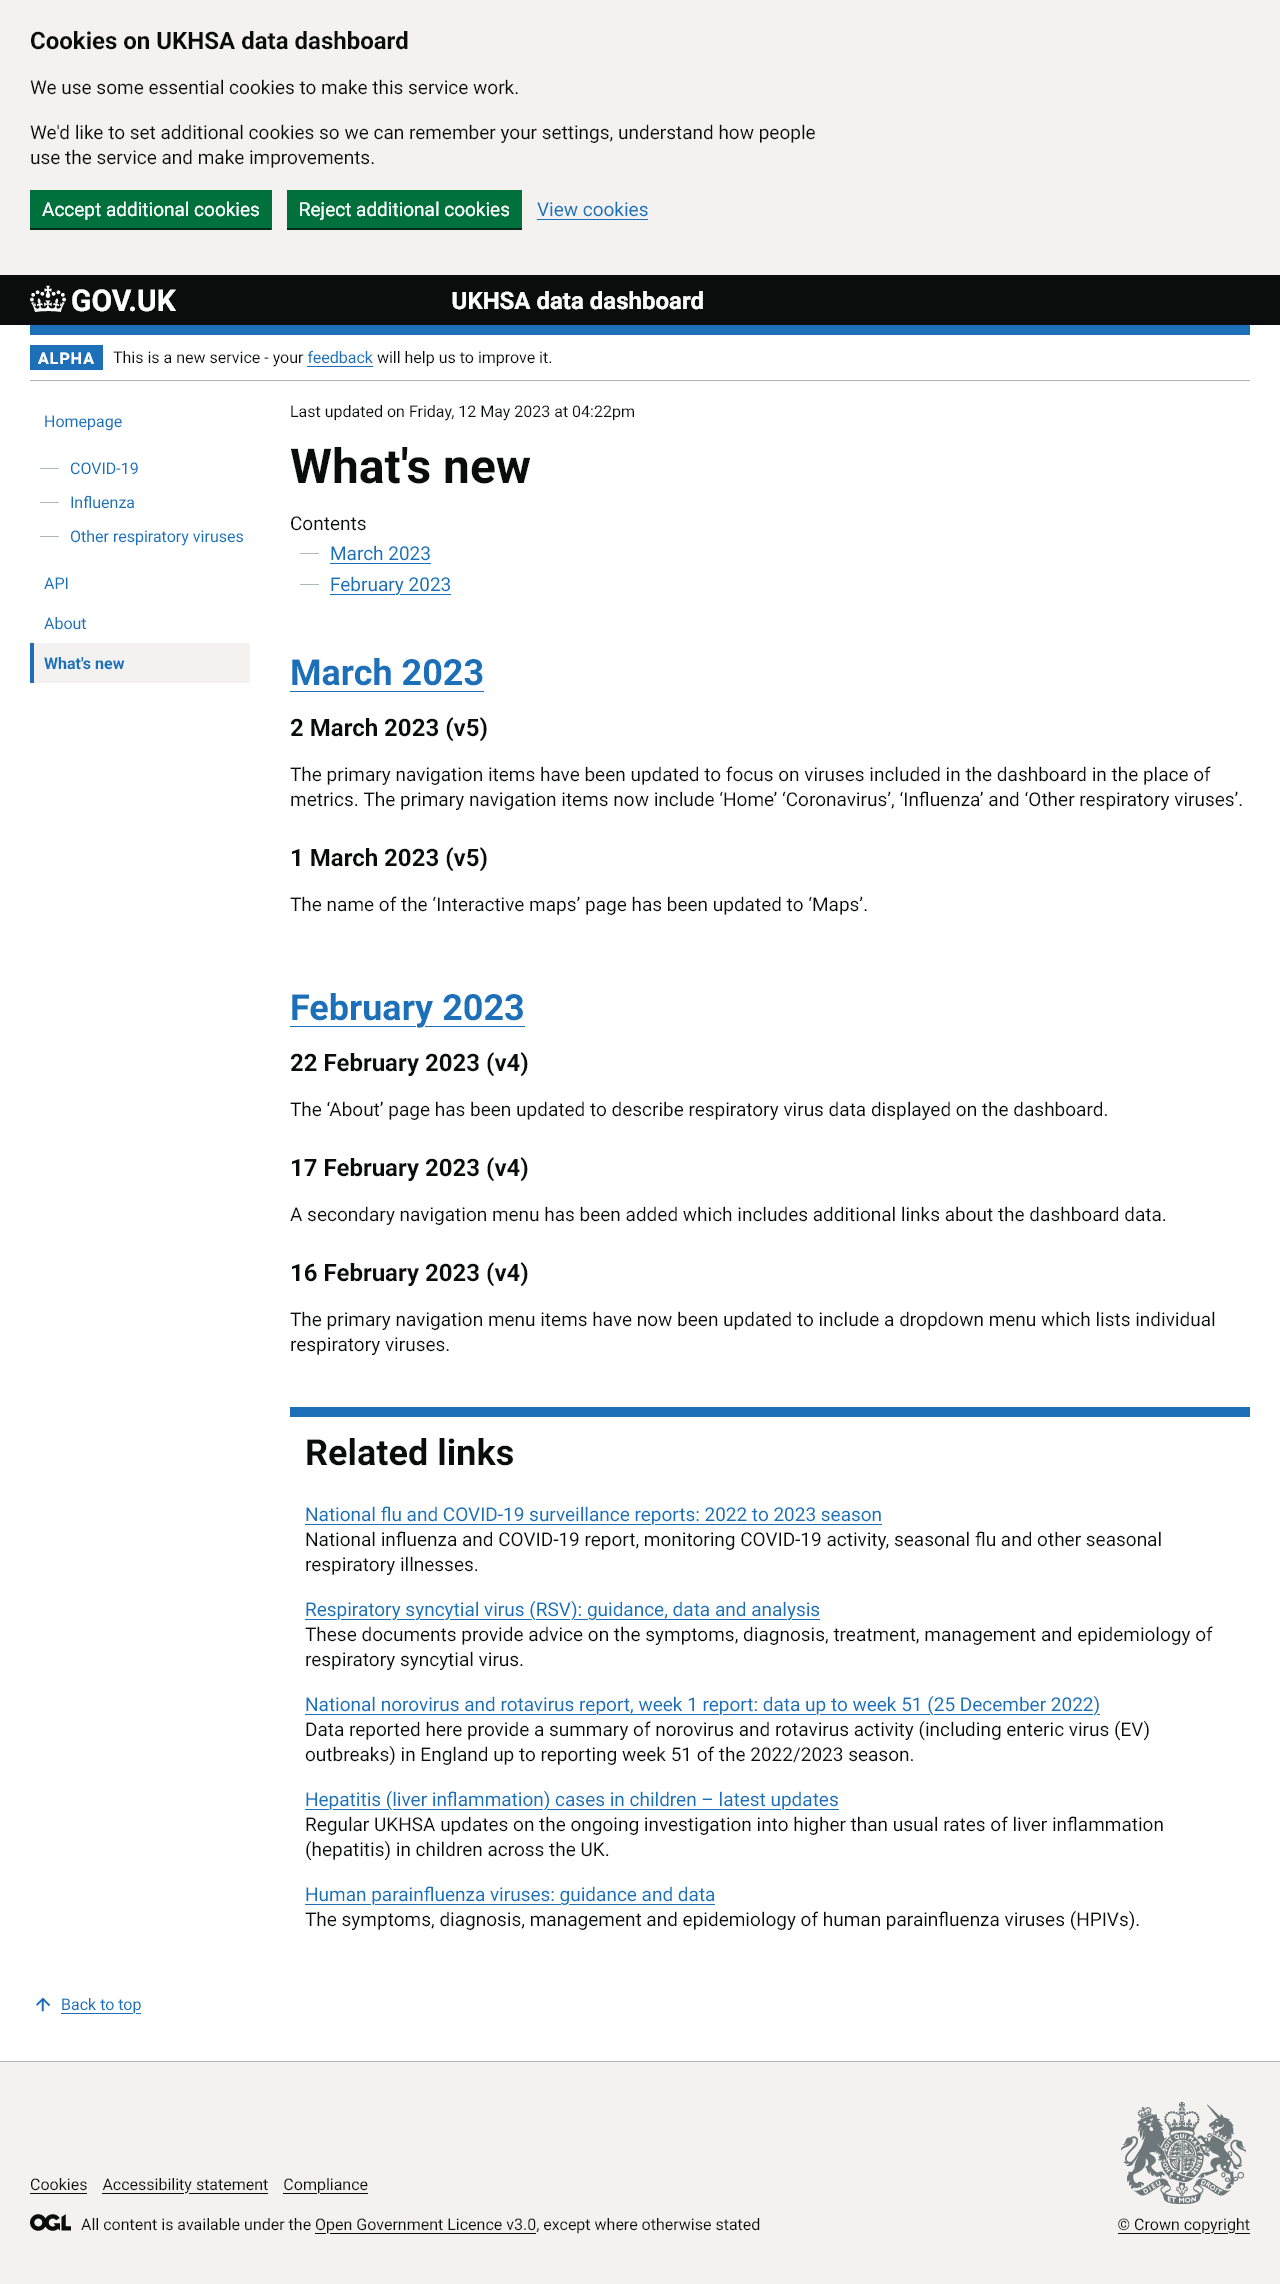 Cookies on UKHSA data dashboard
We use some essential cookies to make this service work.
We'd like to set additional cookies so we can remember your settings, understand how people
use the service and make improvements.
Accept additional cookies Reject additional cookies View cookies
GOV.UK UKHSA data dashboard
ALPHA This is a new service - your feedback will help us to improve it.
Homepage
COVID-19
Influenza
Other respiratory viruses
API
About
What's new
Last updated on Friday, 12 May 2023 at 04:22pm
What's new
Contents
March 2023
February 2023
March 2023
2 March 2023 (v5)
The primary navigation items have been updated to focus on viruses included in the dashboard in the place of
metrics. The primary navigation items now include ‘Home’ ‘Coronavirus’, ‘Influenza’ and ‘Other respiratory viruses’.
1 March 2023 (v5)
The name of the ‘Interactive maps’ page has been updated to ‘Maps’.
February 2023
22 February 2023 (v4)
The ‘About’ page has been updated to describe respiratory virus data displayed on the dashboard.
17 February 2023 (v4)
A secondary navigation menu has been added which includes additional links about the dashboard data.
16 February 2023 (v4)
The primary navigation menu items have now been updated to include a dropdown menu which lists individual
respiratory viruses.
Related links
National flu and COVID-19 surveillance reports: 2022 to 2023 season
National influenza and COVID-19 report, monitoring COVID-19 activity, seasonal flu and other seasonal
respiratory illnesses.
Respiratory syncytial virus (RSV): guidance, data and analysis
These documents provide advice on the symptoms, diagnosis, treatment, management and epidemiology of
respiratory syncytial virus.
National norovirus and rotavirus report, week 1 report: data up to week 51 (25 December 2022)
Data reported here provide a summary of norovirus and rotavirus activity (including enteric virus (EV)
outbreaks) in England up to reporting week 51 of the 2022/2023 season.
Hepatitis (liver inflammation) cases in children – latest updates
Regular UKHSA updates on the ongoing investigation into higher than usual rates of liver inflammation
(hepatitis) in children across the UK.
Human parainfluenza viruses: guidance and data
The symptoms, diagnosis, management and epidemiology of human parainfluenza viruses (HPIVs).
Back to top
Cookies Accessibility statement Compliance
DIEU ET MON DROIT
OGL All content is available under the Open Government Licence v3.0, except where otherwise stated
© Crown copyright